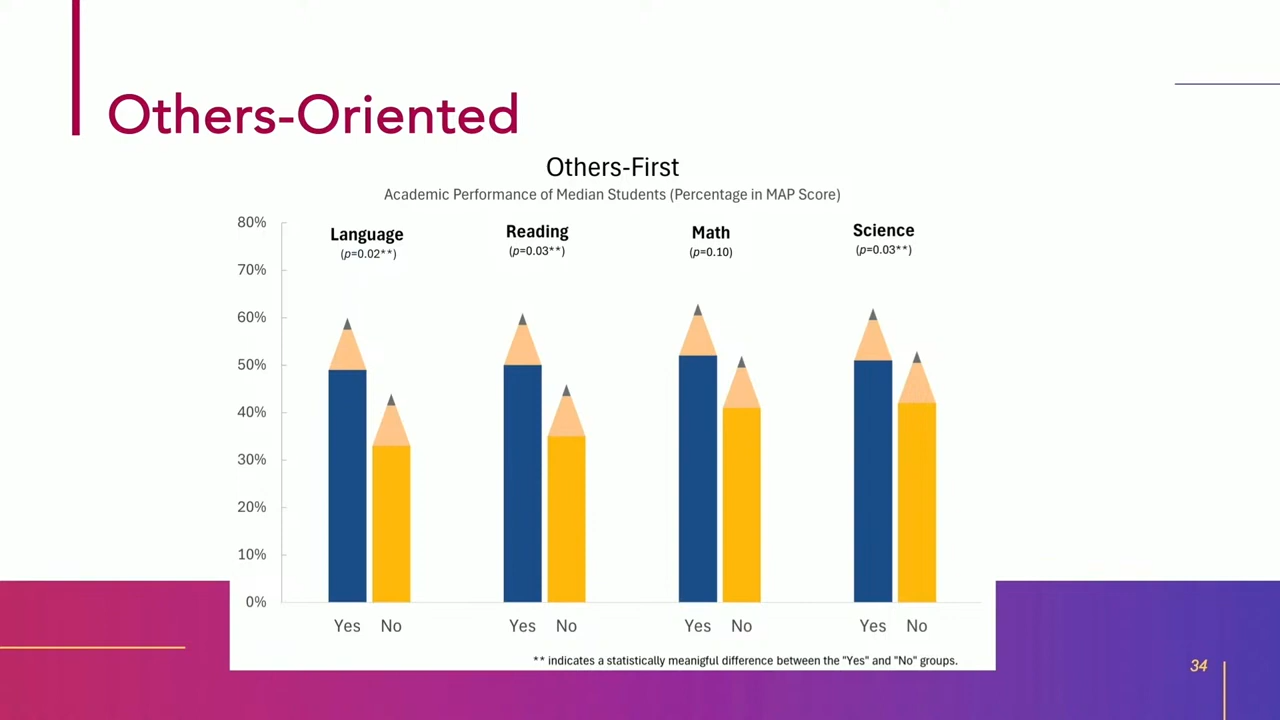 Others-Oriented
Others-First
Academic Performance of Median Students (Percentage in MAP Score)
80%
70%
60%
50%
40%
30%
20%
10%
0%
Language
(p=0.02**)
Reading
(p=0.03**)
Math
(p=0.10)
Science
(p=0.03**)
Yes No Yes No Yes No Yes No
** indicates a statistically meanigful difference between the "Yes" and "No" groups.
34